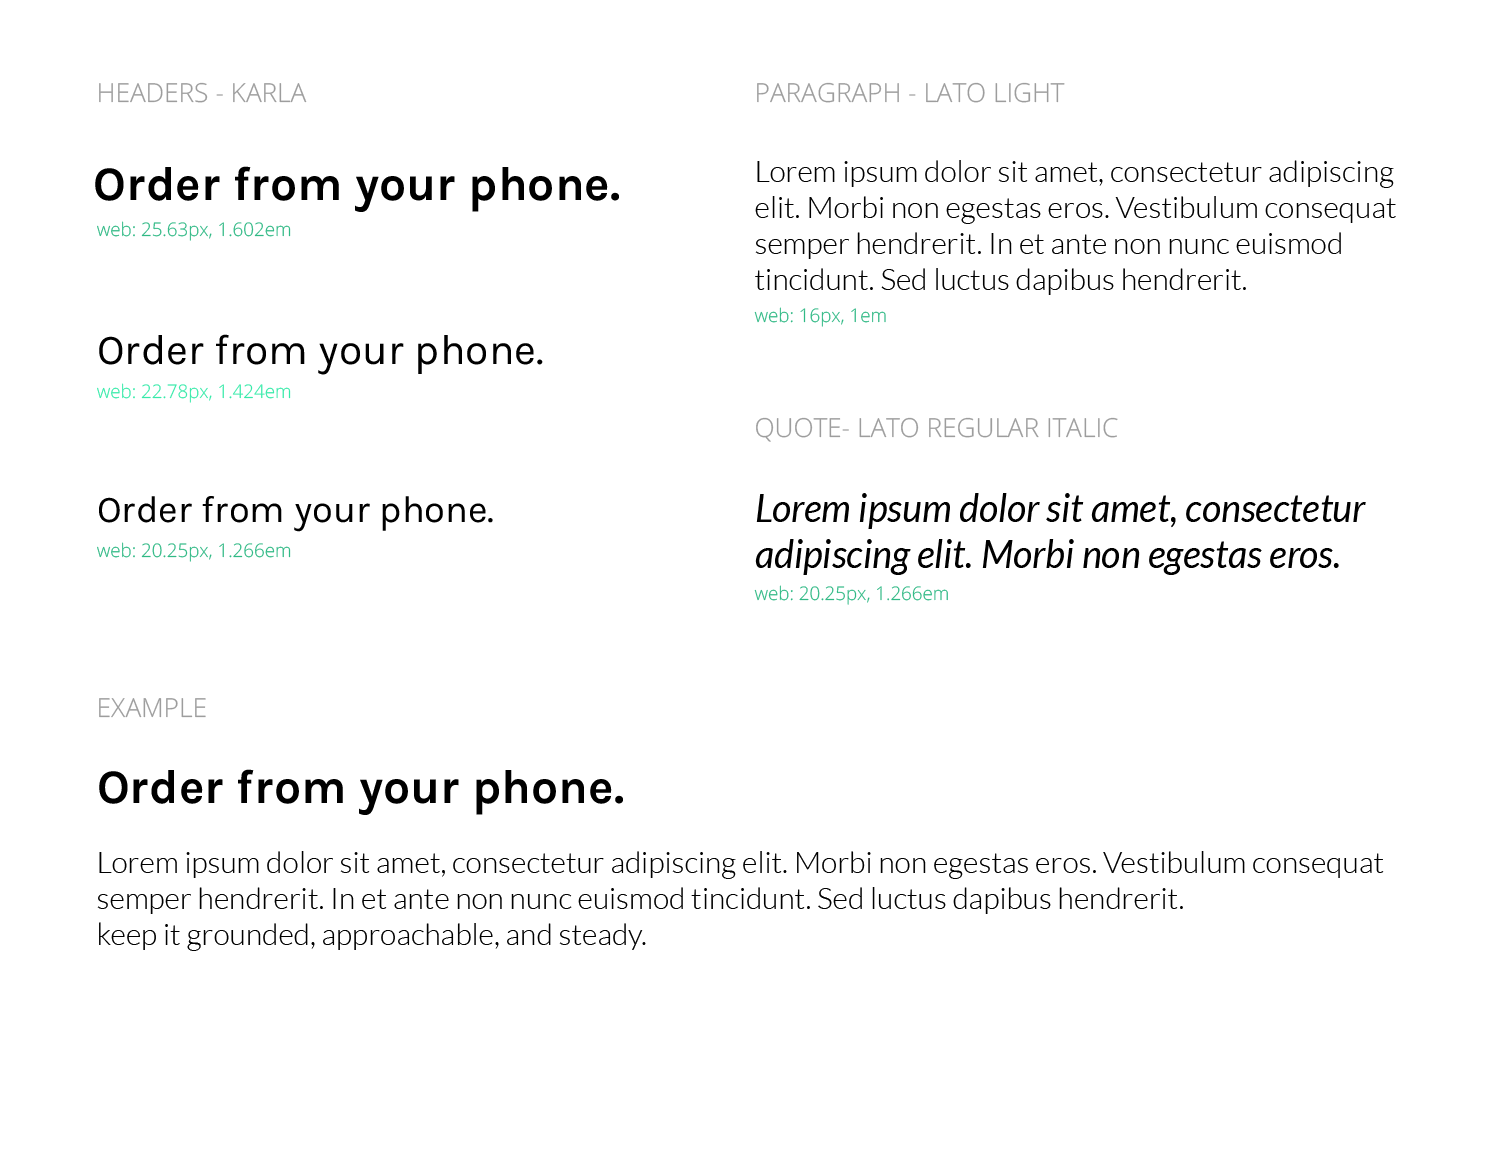 HEADERS - KARLA
Order from your phone.
web: 25.63px, 1.602em
Order from your phone.
web: 22.78px, 1.424em
Order from your phone.
web: 20.25px, 1.266em
PARAGRAPH - LATO LIGHT
Lorem ipsum dolor sit amet, consectetur adipiscing
elit. Morbi non egestas eros. Vestibulum consequat
semper hendrerit. In et ante non nunc euismod
tincidunt. Sed luctus dapibus hendrerit.
web: 16px, 1em
QUOTE- LATO REGULAR ITALIC
Lorem ipsum dolor sit amet, consectetur
adipiscing elit. Morbi non egestas eros.
web: 20.25px, 1.266em
EXAMPLE
Order from your phone.
Lorem ipsum dolor sit amet, consectetur adipiscing elit. Morbi non egestas eros. Vestibulum consequat
semper hendrerit. In et ante non nunc euismod tincidunt. Sed luctus dapibus hendrerit.
keep it grounded, approachable, and steady.